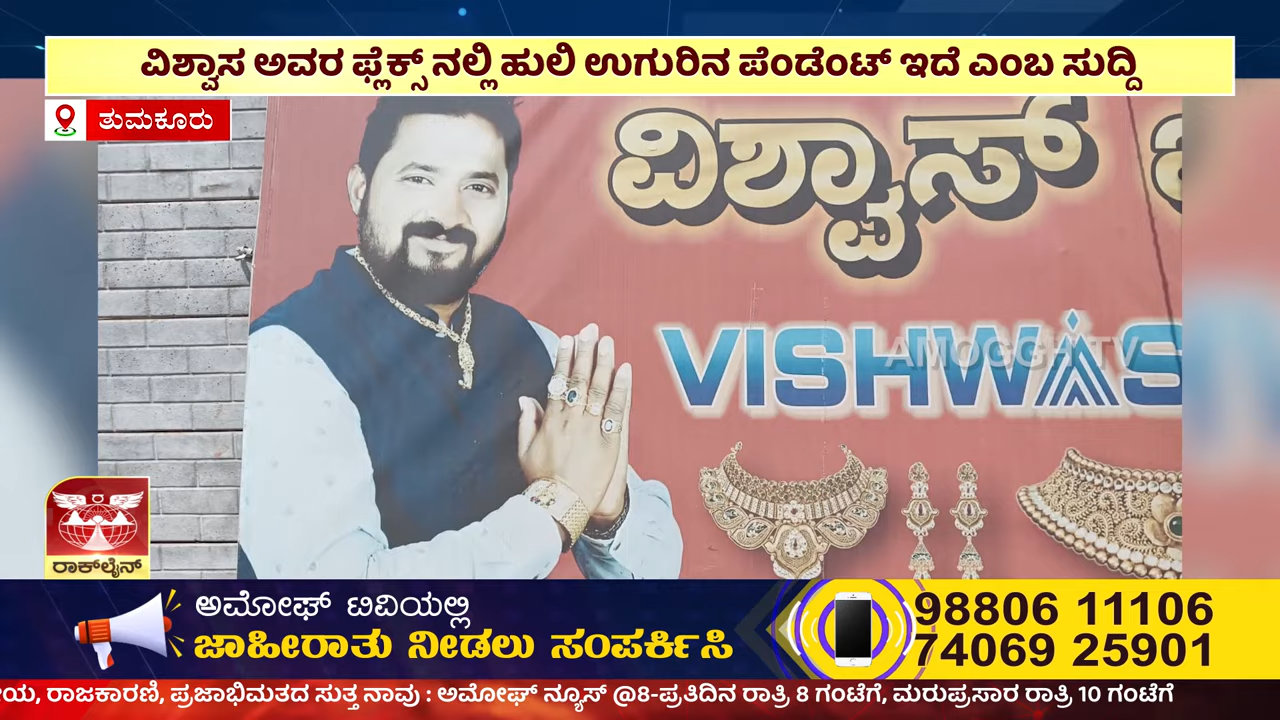 ವಿಶ್ವಾಸ ಅವರ ಫ್ಲೆಕ್ಸ್ ನಲ್ಲಿ ಹುಲಿ ಉಗುರಿನ ಪೆಂಡೆಂಟ್ ಇದೆ ಎಂಬ ಸುದ್ದಿ
ತುಮಕೂರು
ವಿಶ್ವಾಸ್
VISHWAS
AMOGGH TV
ರ
ರಾಕ್‌ಲೈನ್
ಅಮೋಘ್ ಟಿವಿಯಲ್ಲಿ
ಜಾಹೀರಾತು ನೀಡಲು ಸಂಪರ್ಕಿಸಿ
98806 11106
74069 25901
ರಾಜಕಾರಣಿ, ಪ್ರಜಾಭಿಮತದ ಸುತ್ತ ನಾವು : ಅಮೋಘ್ ನ್ಯೂಸ್ @8-ಪ್ರತಿದಿನ ರಾತ್ರಿ 8 ಗಂಟೆಗೆ, ಮರುಪ್ರಸಾರ ರಾತ್ರಿ 10 ಗಂಟೆಗೆ